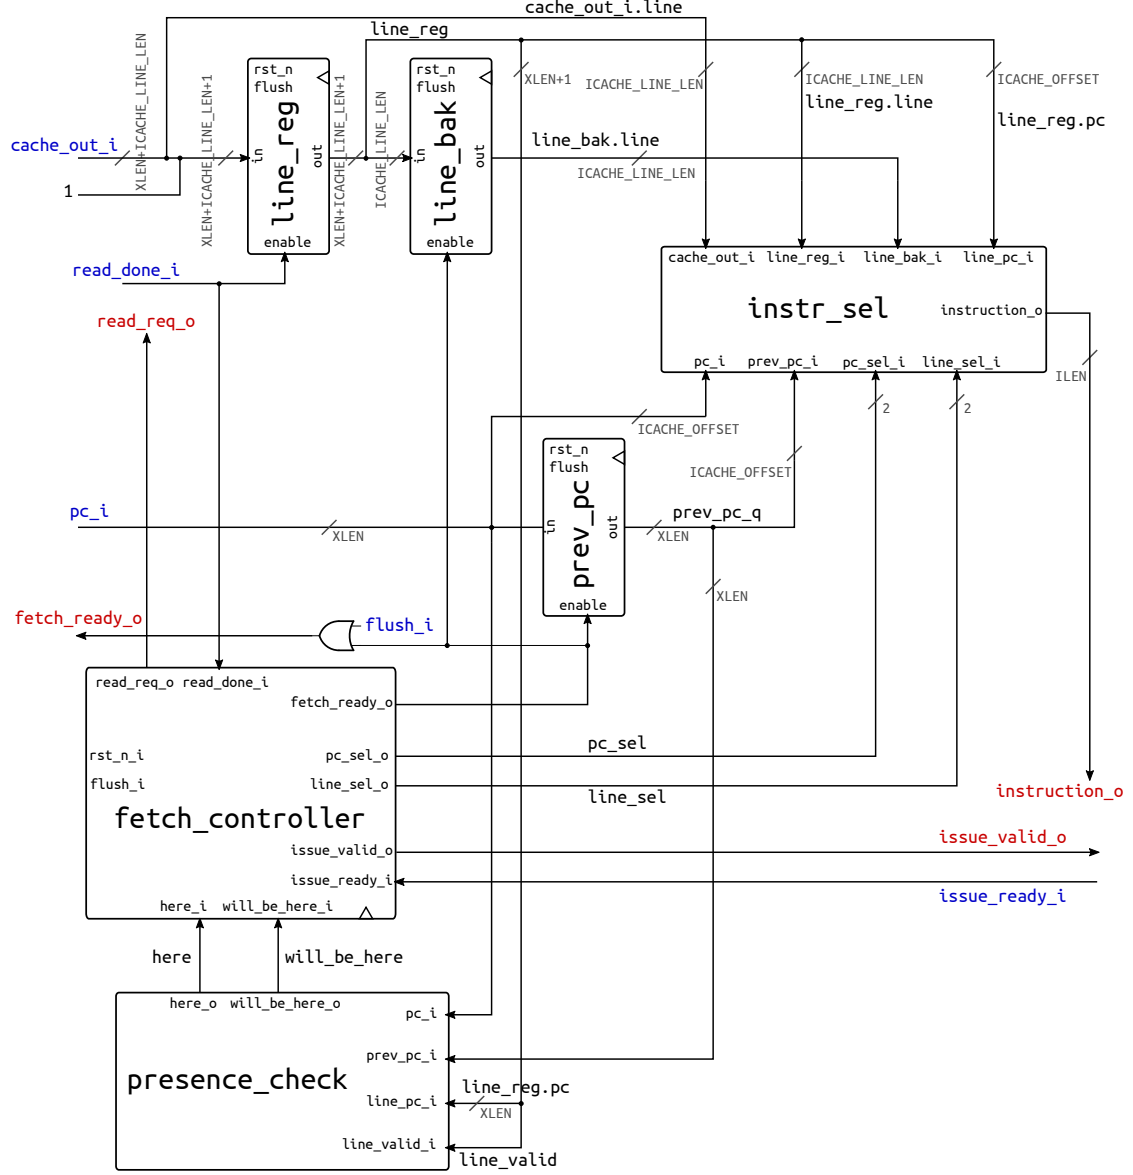 cache_out_i.line
line_reg
XLEN+ICACHE_LINE_LEN
XLEN+ICACHE_LINE_LEN+1
XLEN+ICACHE_LINE_LEN+1
ICACHE_LINE_LEN
rst_n
flush
in
line_reg
out
enable
rst_n
flush
in
line_bak
out
enable
XLEN+1
ICACHE_LINE_LEN
ICACHE_LINE_LEN
line_reg.line
ICACHE_OFFSET
line_reg.pc
cache_out_i
1
line_bak.line
ICACHE_LINE_LEN
read_done_i
read_req_o
cache_out_i line_reg_i line_bak_i line_pc_i
instr_sel
instruction_o
pc_i prev_pc_i pc_sel_i line_sel_i
ILEN
2
2
ICACHE_OFFSET
ICACHE_OFFSET
rst_n
flush
in
prev_pc
out
enable
pc_i
XLEN
XLEN
prev_pc_q
XLEN
fetch_ready_o
flush_i
read_req_o read_done_i
fetch_ready_o
rst_n_i
pc_sel_o
flush_i
line_sel_o
fetch_controller
issue_valid_o
issue_ready_i
here_i will_be_here_i
pc_sel
line_sel
instruction_o
issue_valid_o
issue_ready_i
here
will_be_here
here_o will_be_here_o
pc_i
prev_pc_i
presence_check
line_pc_i
line_valid_i
line_reg.pc
XLEN
line_valid